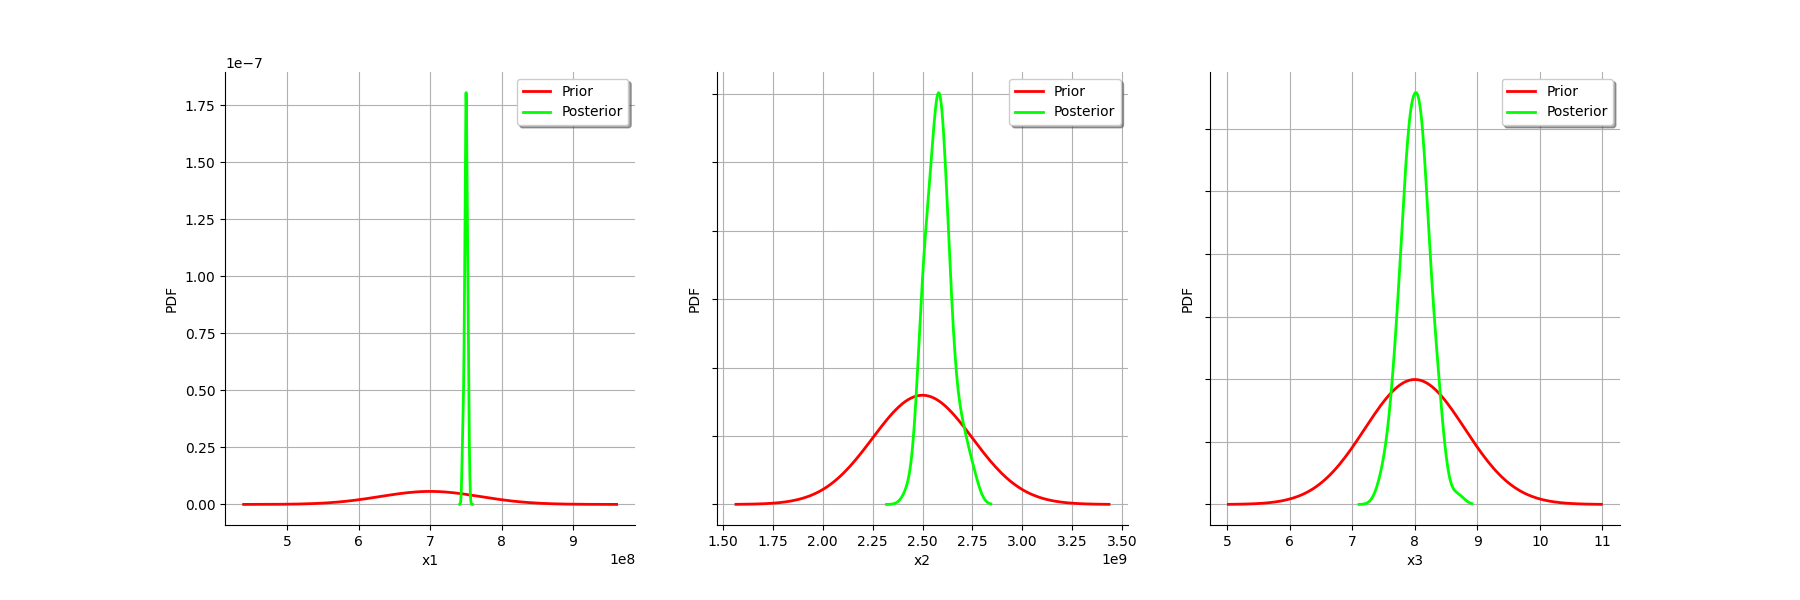 1e−7
1.75
1.50
1.25
1.00
0.75
0.50
0.25
0.00
PDF
5 6 7 8 9
x1
1e8
Prior
Posterior
PDF
1.50 1.75 2.00 2.25 2.50 2.75 3.00 3.25 3.50
x2
1e9
Prior
Posterior
PDF
5 6 7 8 9 10 11
x3
Prior
Posterior